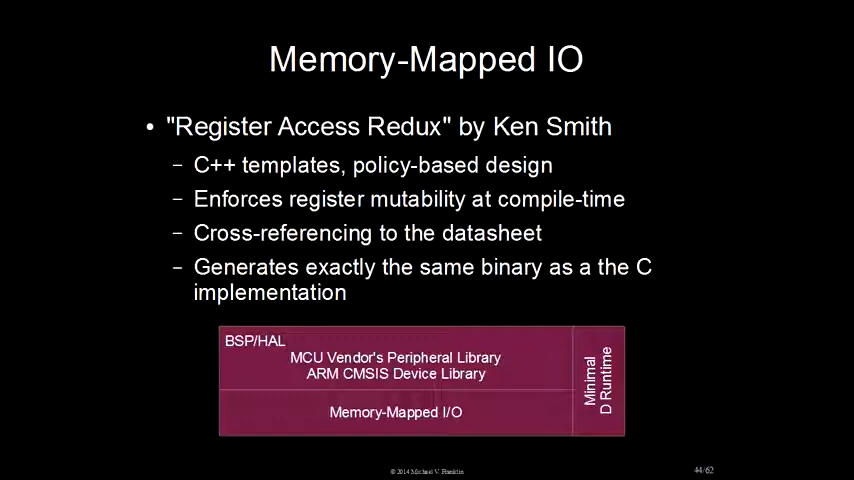 Memory-Mapped IO
• "Register Access Redux" by Ken Smith
– C++ templates, policy-based design
– Enforces register mutability at compile-time
– Cross-referencing to the datasheet
– Generates exactly the same binary as a the C
implementation
BSP/HAL
MCU Vendor's Peripheral Library
ARM CMSIS Device Library
Memory-Mapped I/O
Minimal
D Runtime
© 2014 Michael V. Franklin
44/62